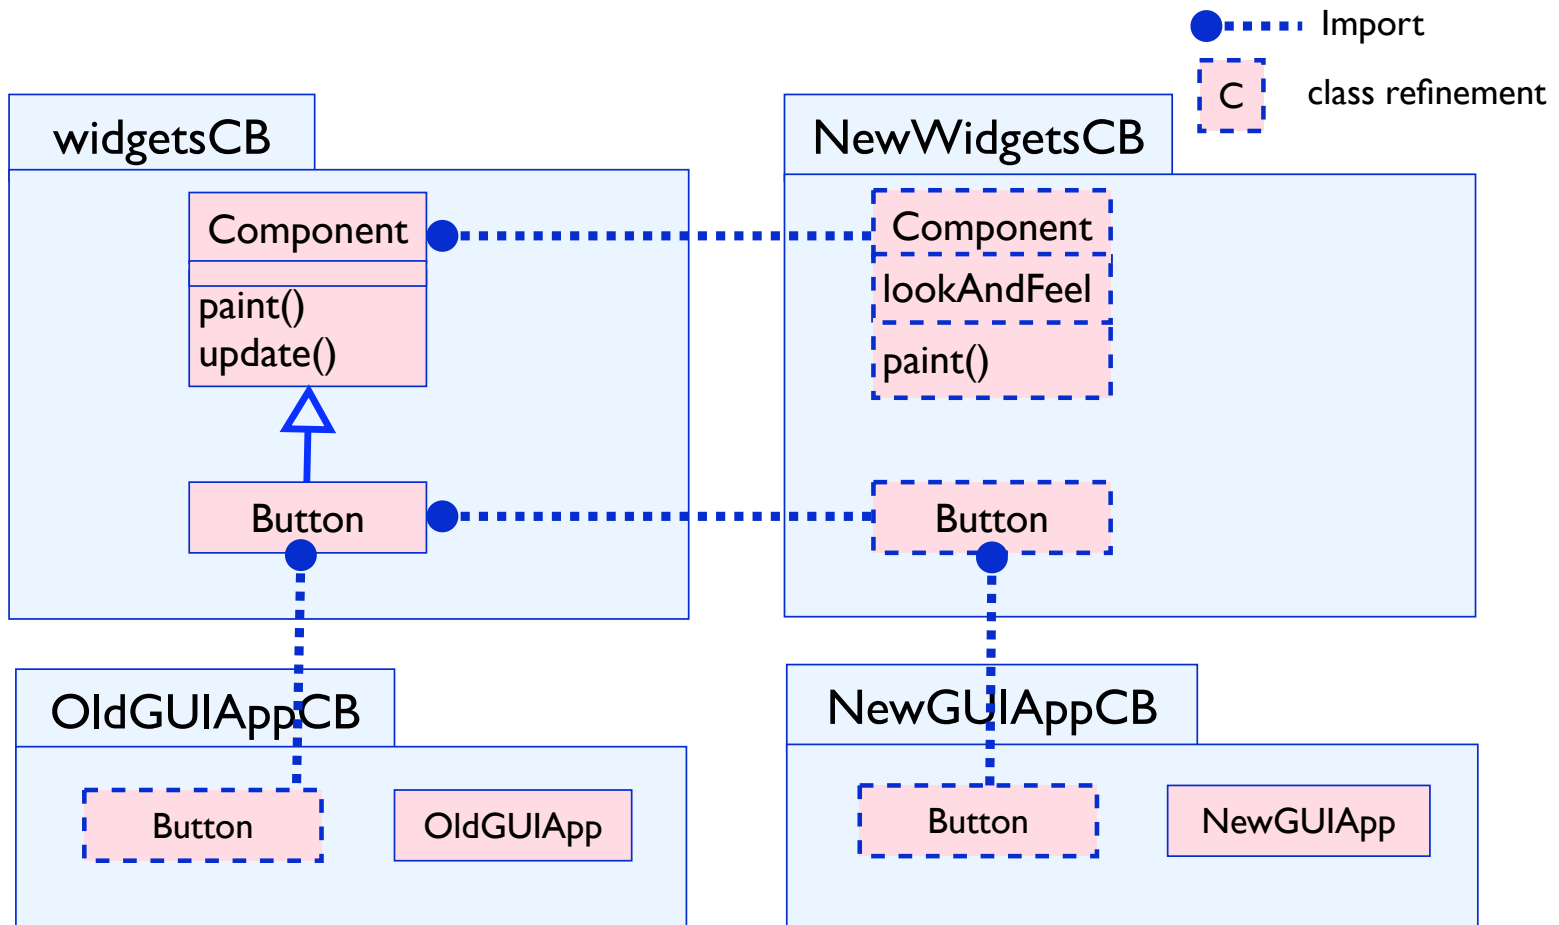 Import
C
class refinement
widgetsCB
Component
paint()
update()
Button
NewWidgetsCB
Component
lookAndFeel
paint()
Button
OldGUIAppCB
Button
OldGUIApp
NewGUIAppCB
Button
NewGUIApp